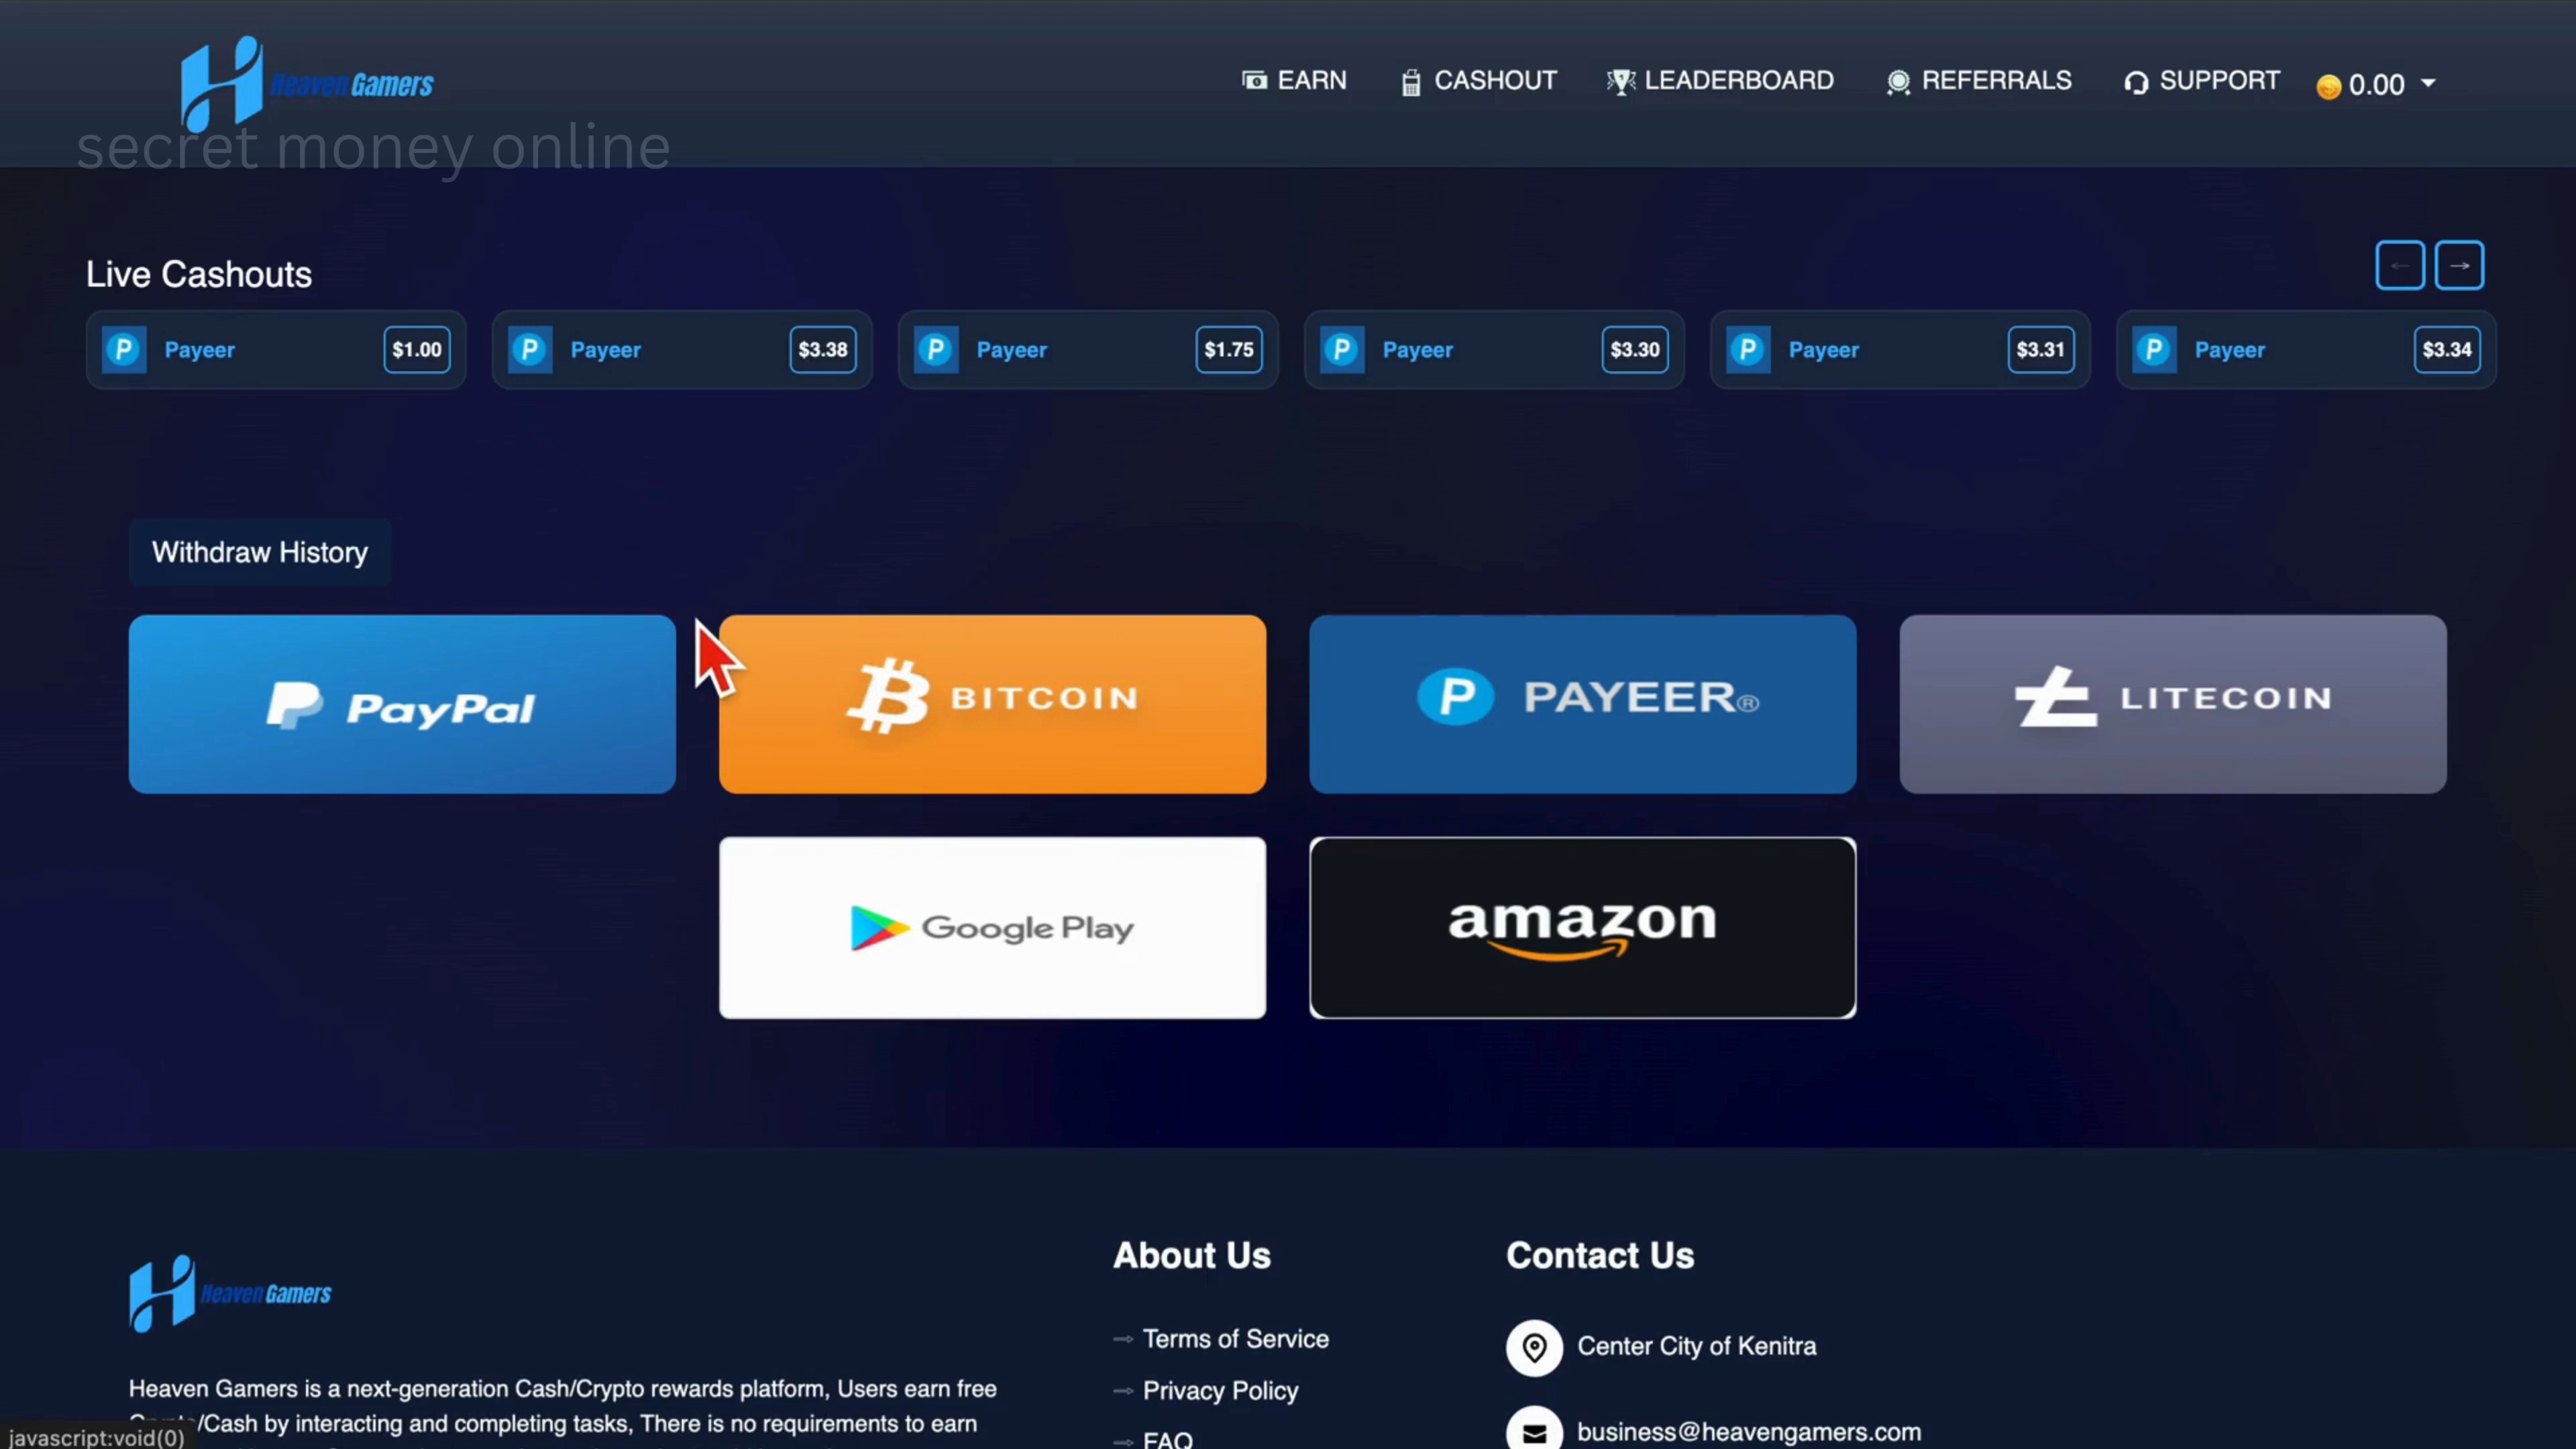 Heaven Gamers
EARN
CASHOUT
LEADERBOARD
REFERRALS
SUPPORT
0.00
secret money online
Live Cashouts
P Payeer $1.00
P Payeer $3.38
P Payeer $1.75
P Payeer $3.30
P Payeer $3.31
P Payeer $3.34
Withdraw History
PayPal
BITCOIN
P PAYEER®
LITECOIN
Google Play
amazon
Heaven Gamers
Heaven Gamers is a next-generation Cash/Crypto rewards platform, Users earn free
/Cash by interacting and completing tasks, There is no requirements to earn
javascript:void(0)
About Us
Terms of Service
Privacy Policy
FAQ
Contact Us
Center City of Kenitra
business@heavengamers.com